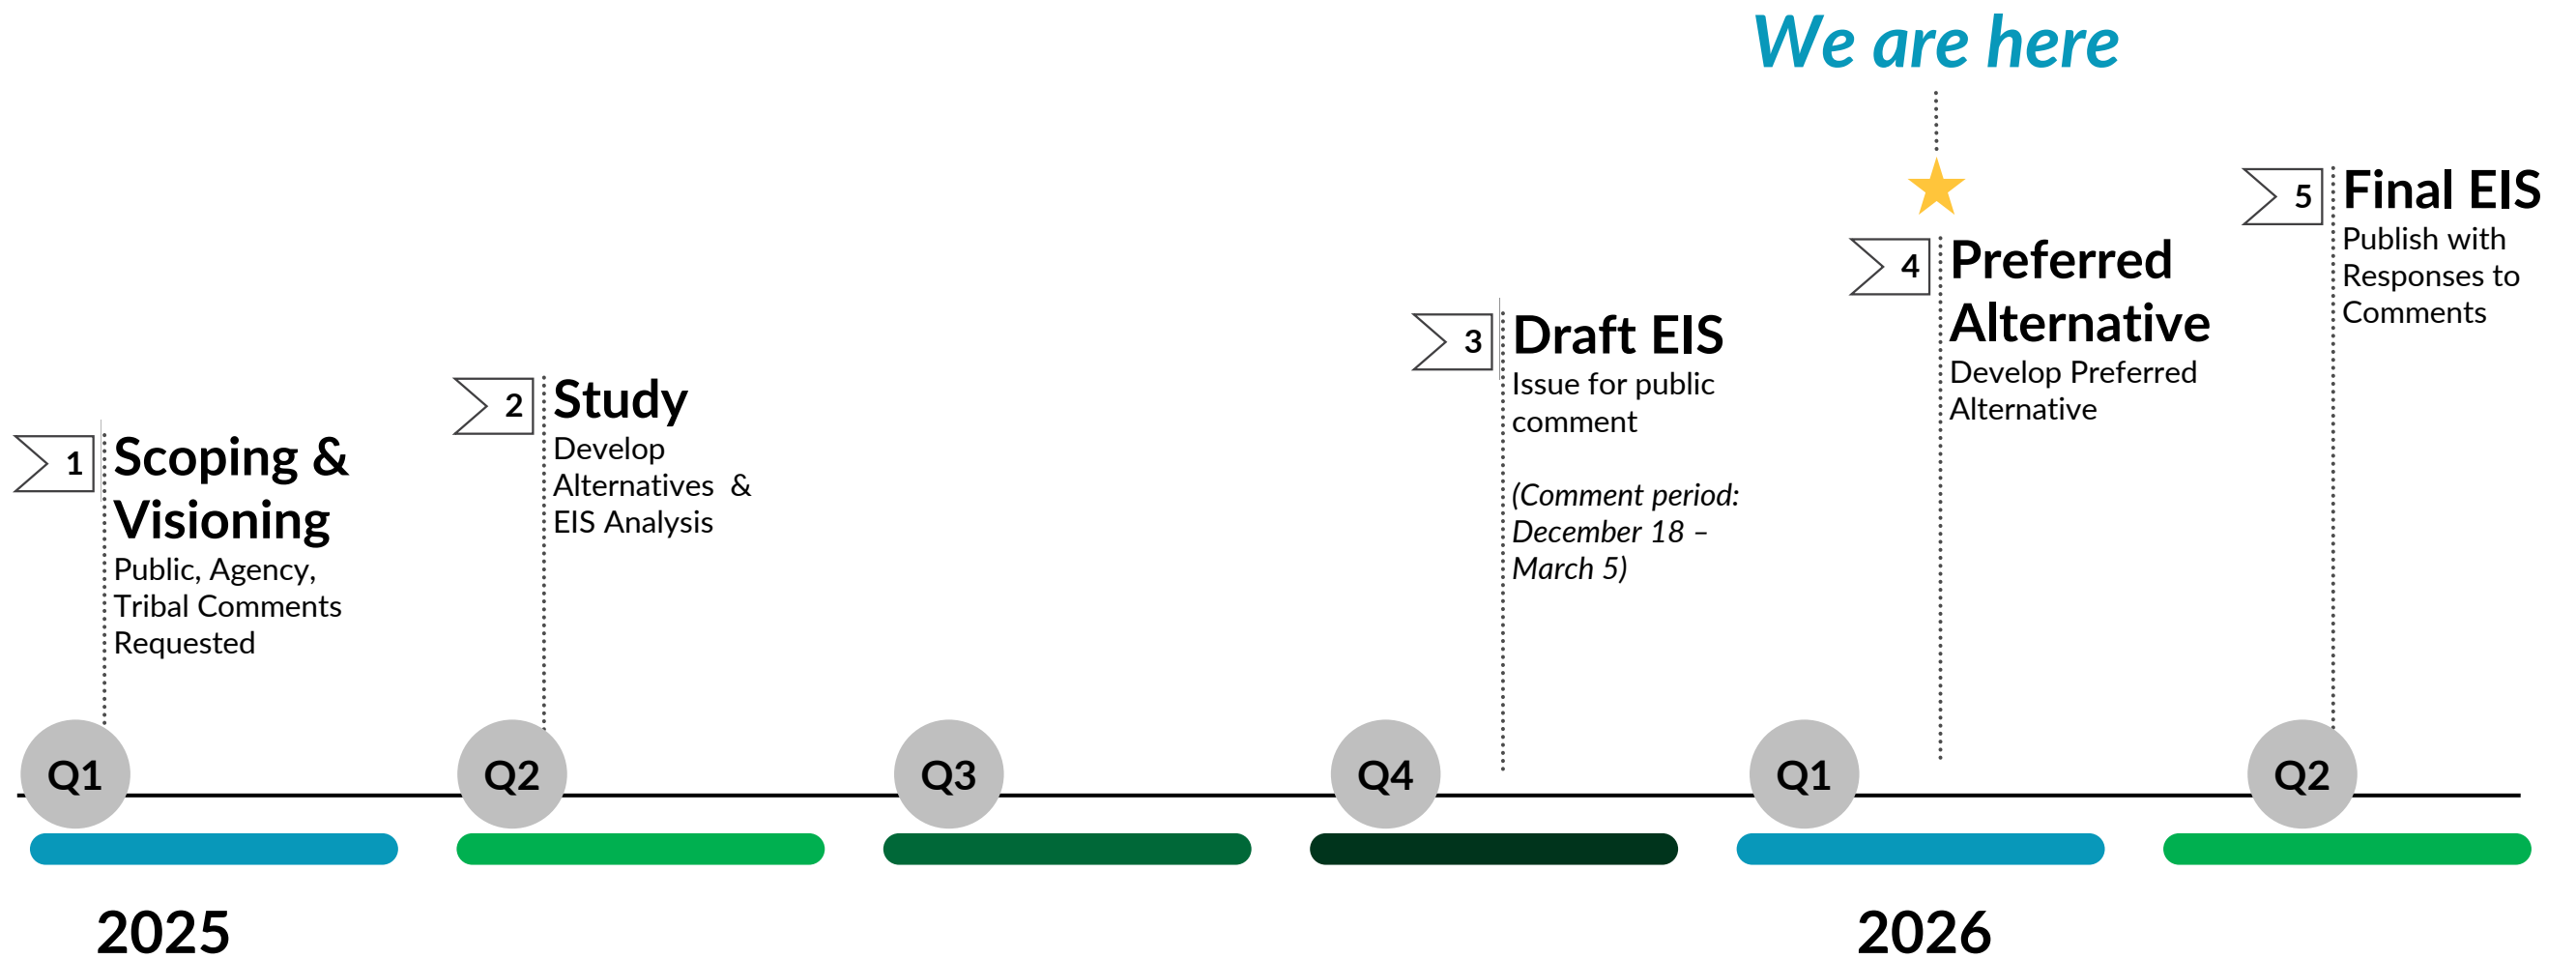 We are here
1
Scoping &
Visioning
Public, Agency,
Tribal Comments
Requested
2
Study
Develop
Alternatives &
EIS Analysis
3
Draft EIS
Issue for public
comment
(Comment period:
December 18 –
March 5)
4
Preferred
Alternative
Develop Preferred
Alternative
5
Final EIS
Publish with
Responses to
Comments
Q1
Q2
Q3
Q4
Q1
Q2
2025
2026